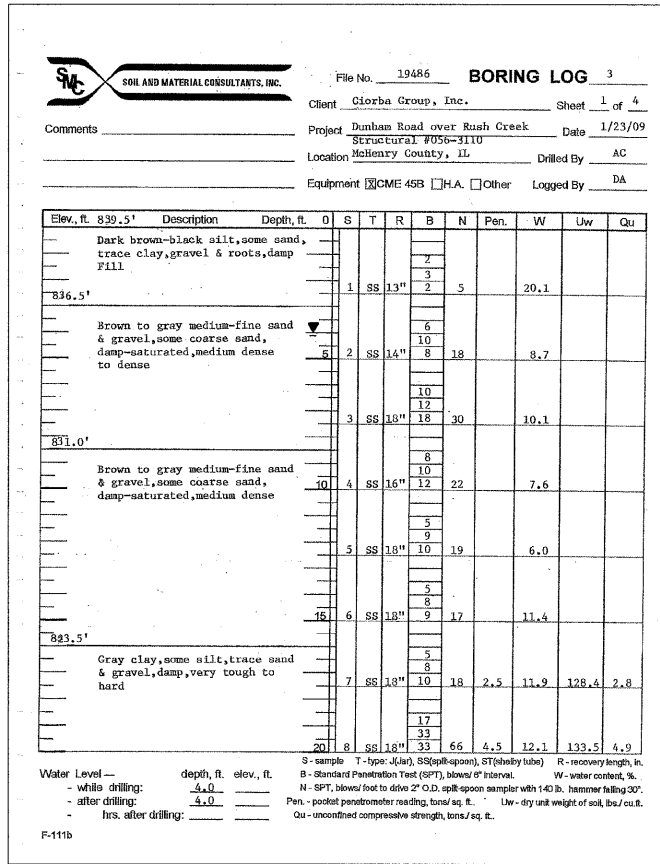 SMC
SOIL AND MATERIAL CONSULTANTS, INC.
File No. 19486 BORING LOG 3
Client Ciorba Group, Inc. Sheet 1 of 4
Comments Project Dunham Road over Rush Creek Date 1/23/09
Structural #056-3110
Location McHenry County, IL Drilled By AC
Equipment X CME 45B H.A. Other Logged By DA
Elev., ft. 839.5' Description Depth, ft. 0 S T R B N Pen. W Uw Qu
Dark brown-black silt,some sand,
trace clay,gravel & roots,damp
Fill
2
3
1 SS 13" 2 5 20.1
836.5'
Brown to gray medium-fine sand
& gravel,some coarse sand,
damp-saturated,medium dense
to dense
6
10
5 2 SS 14" 8 18 8.7
10
12
3 SS 18" 18 30 10.1
831.0'
Brown to gray medium-fine sand
& gravel,some coarse sand,
damp-saturated,medium dense
8
10
10 4 SS 16" 12 22 7.6
5
9
5 SS 18" 10 19 6.0
5
8
15 6 SS 18" 9 17 11.4
823.5'
Gray clay,some silt,trace sand
& gravel,damp,very tough to
hard
5
8
7 SS 18" 10 18 2.5 11.9 128.4 2.8
17
33
20 8 SS 18" 33 66 4.5 12.1 133.5 4.9
S - sample T - type: J(Jar), SS(split-spoon), ST(shelby tube) R - recovery length, in.
Water Level — depth, ft. elev., ft. B - Standard Penetration Test (SPT), blows/ 6" interval. W - water content, %.
- while drilling: 4.0 N - SPT, blows/ foot to drive 2" O.D. split-spoon sampler with 140 lb. hammer falling 30".
- after drilling: 4.0 Pen. - pocket penetrometer reading, tons/ sq. ft.. Uw - dry unit weight of soil, lbs./ cu.ft.
- hrs. after drilling: Qu - unconfined compressive strength, tons./ sq. ft..
F-111b